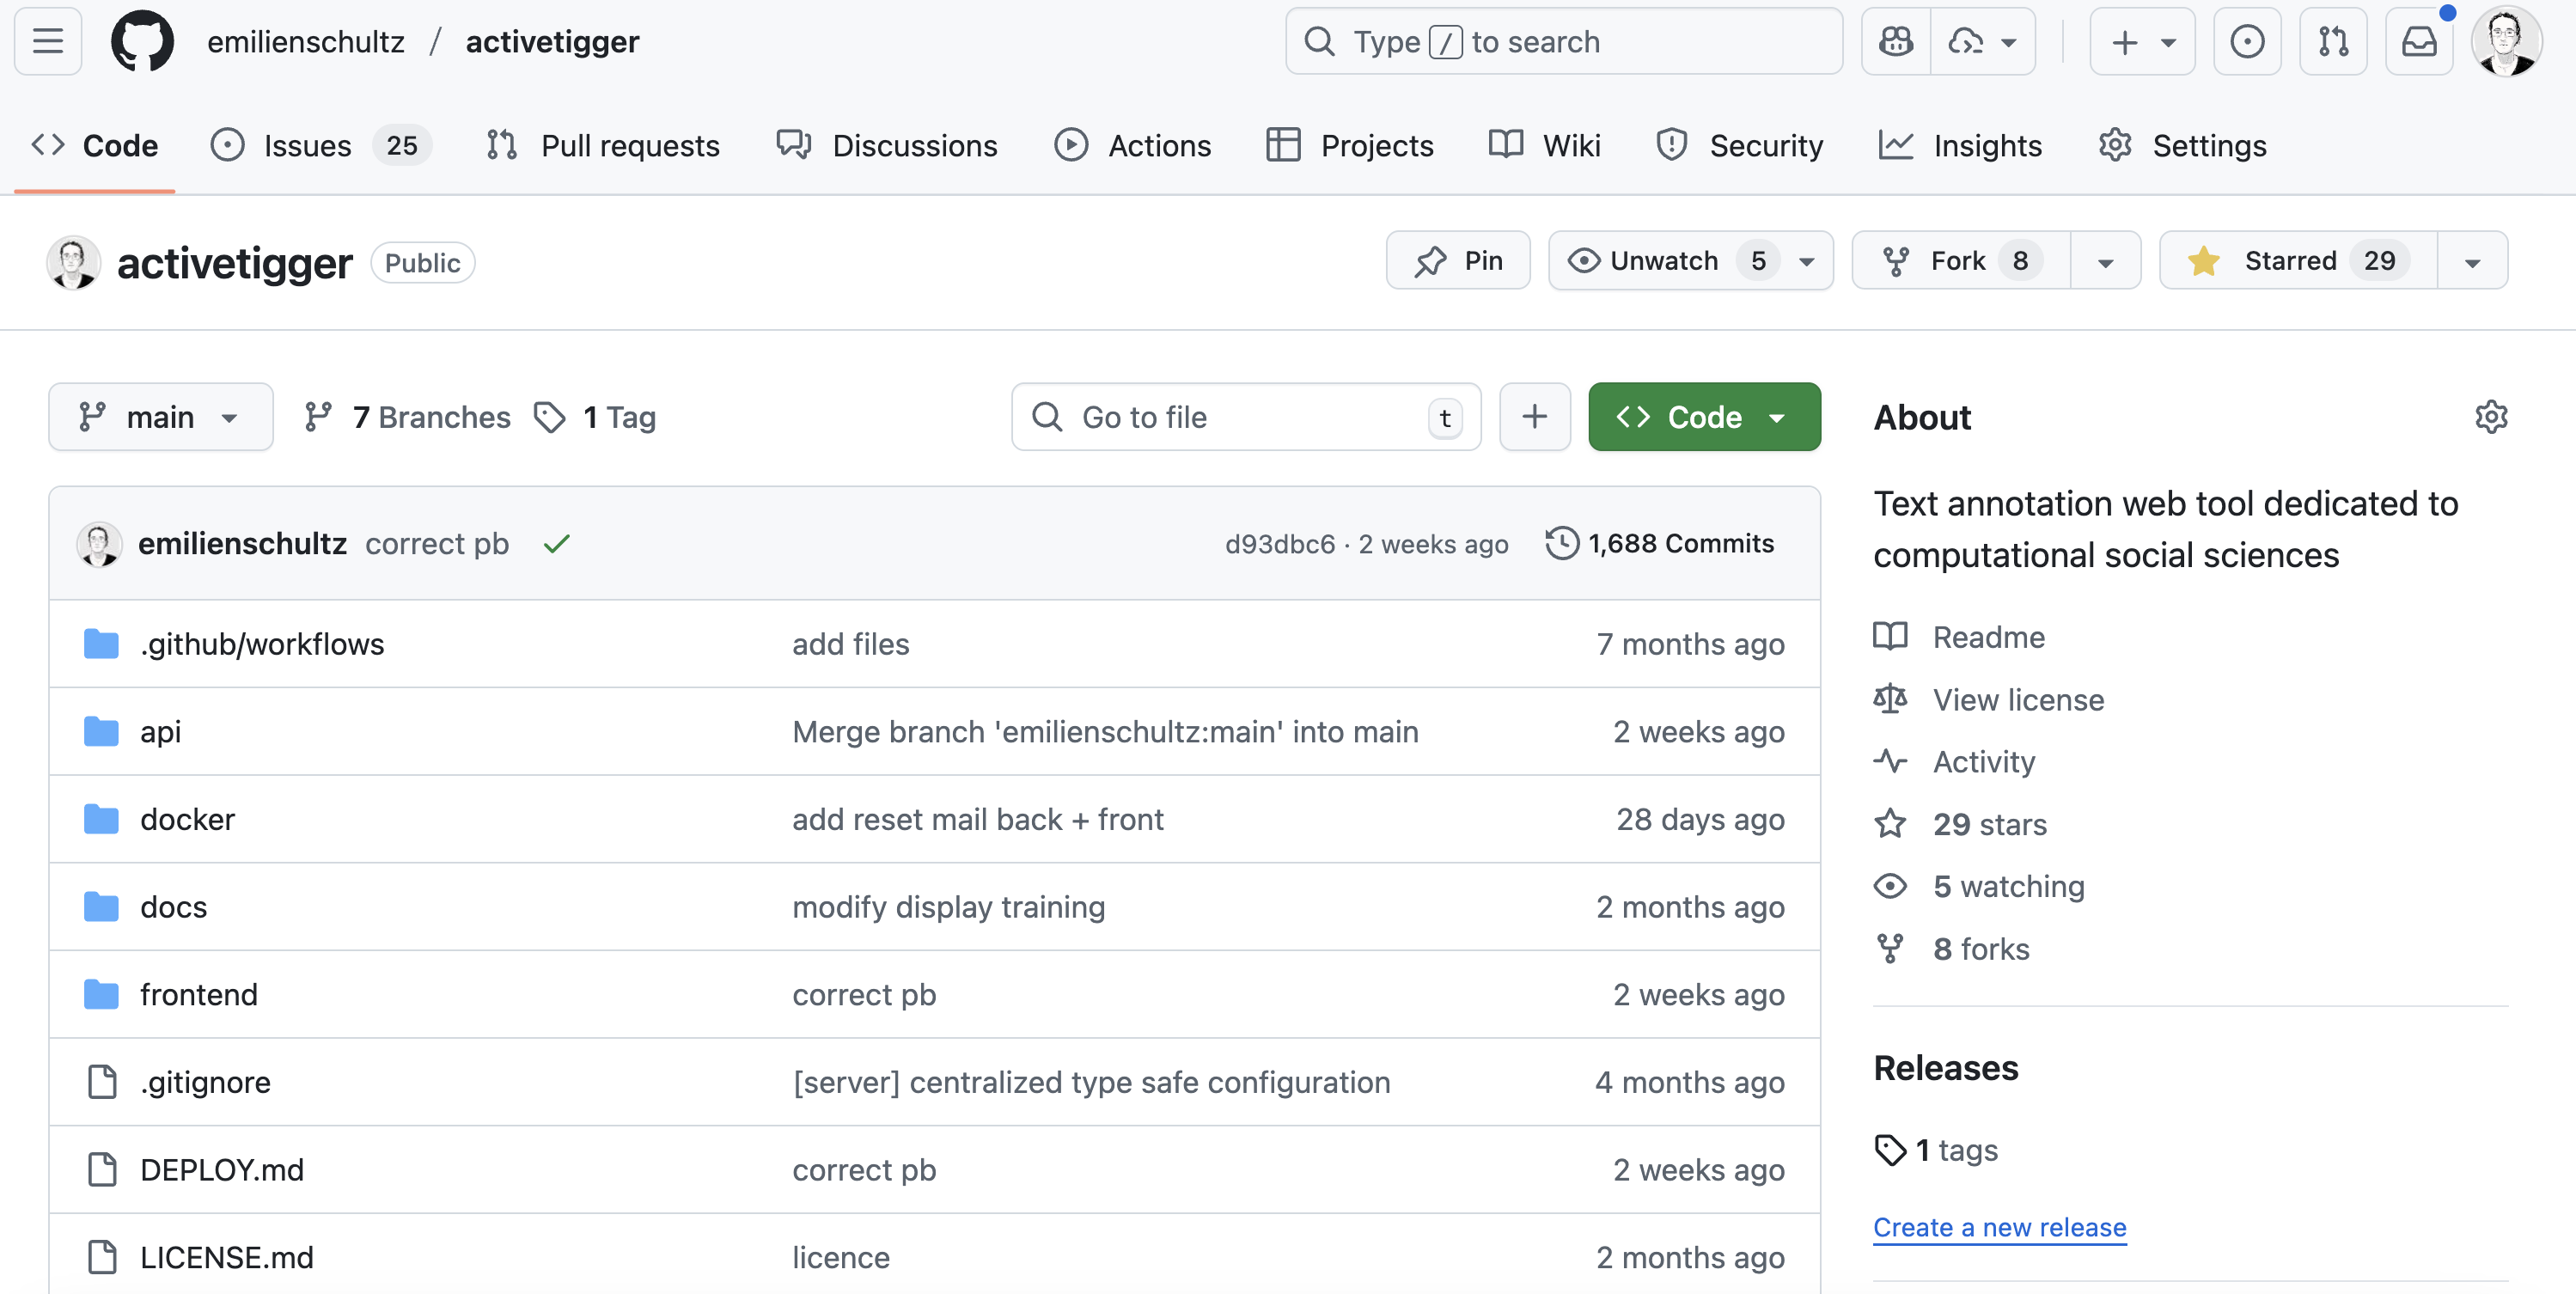 emilienschultz / activetigger
Type / to search
Code
Issues 25
Pull requests
Discussions
Actions
Projects
Wiki
Security
Insights
Settings
activetigger Public
Pin
Unwatch 5
Fork 8
Starred 29
main
7 Branches
1 Tag
Go to file t
Code
emilienschultz correct pb d93dbc6 · 2 weeks ago 1,688 Commits
.github/workflows add files 7 months ago
api Merge branch 'emilienschultz:main' into main 2 weeks ago
docker add reset mail back + front 28 days ago
docs modify display training 2 months ago
frontend correct pb 2 weeks ago
.gitignore [server] centralized type safe configuration 4 months ago
DEPLOY.md correct pb 2 weeks ago
LICENSE.md licence 2 months ago
About
Text annotation web tool dedicated to
computational social sciences
Readme
View license
Activity
29 stars
5 watching
8 forks
Releases
1 tags
Create a new release